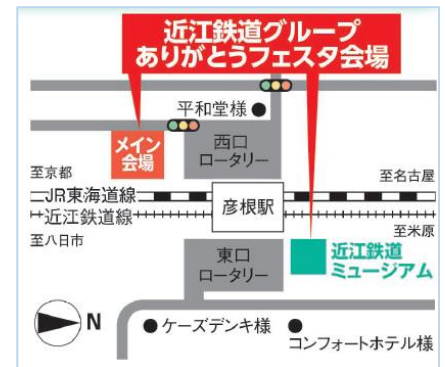 近江鉄道グループ
ありがとうフェスタ会場
平和堂様
メイン
会場
西口
ロータリー
至京都
至名古屋
JR東海道線
近江鉄道線
彦根駅
至八日市
至米原
東口
ロータリー
近江鉄道
ミュージアム
N
ケーズデンキ様
コンフォートホテル様